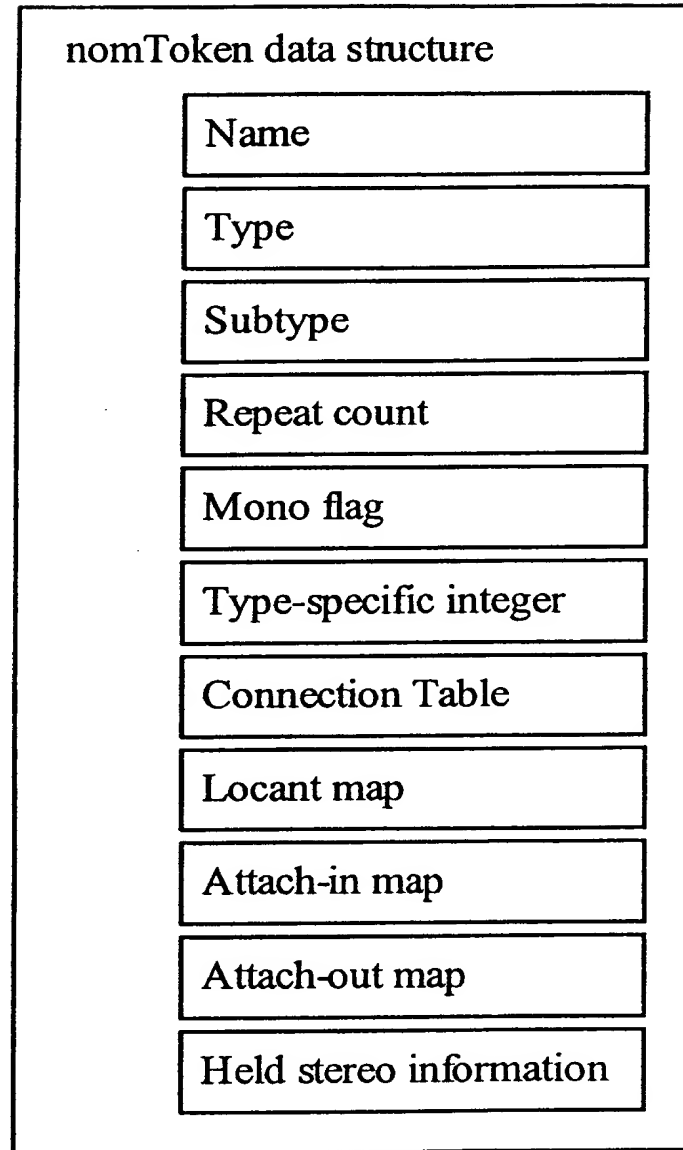 nomToken data structure
Name
Type
Subtype
Repeat count
Mono flag
Type-specific integer
Connection Table
Locant map
Attach-in map
Attach-out map
Held stereo information